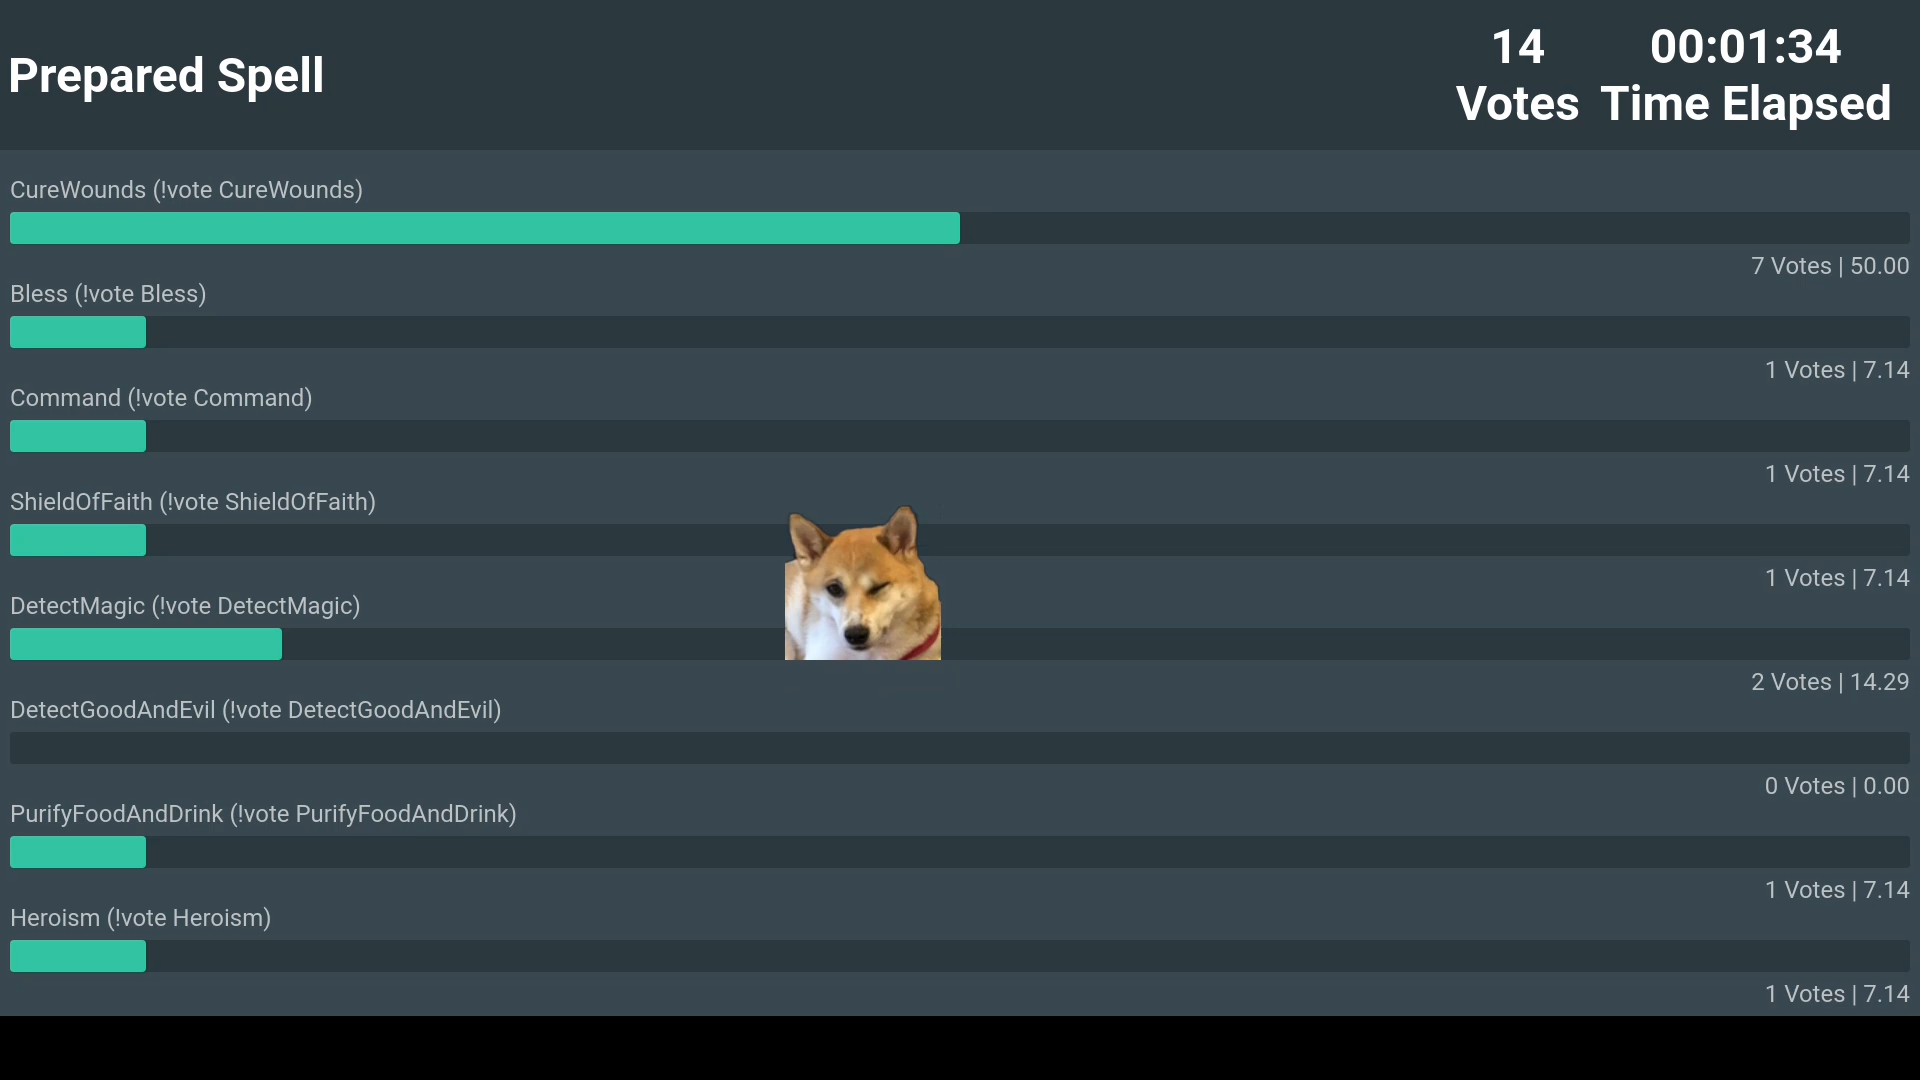 Prepared Spell
14 Votes
00:01:34 Time Elapsed
CureWounds (!vote CureWounds)
7 Votes | 50.00
Bless (!vote Bless)
1 Votes | 7.14
Command (!vote Command)
1 Votes | 7.14
ShieldOfFaith (!vote ShieldOfFaith)
1 Votes | 7.14
DetectMagic (!vote DetectMagic)
2 Votes | 14.29
DetectGoodAndEvil (!vote DetectGoodAndEvil)
0 Votes | 0.00
PurifyFoodAndDrink (!vote PurifyFoodAndDrink)
1 Votes | 7.14
Heroism (!vote Heroism)
1 Votes | 7.14